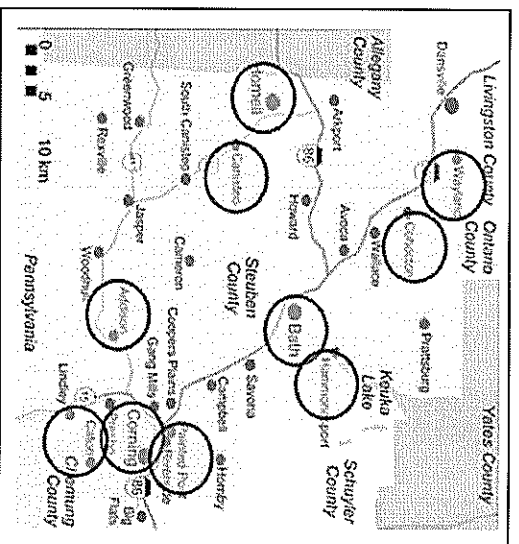 Livingston County
Ontario
County
Yates County
Dansville
Wayland
Cohocton
Prattsburg
Keuka
Lake
Allegany
County
Arkport
Avoca
Wallace
Hammondsport
Schuyler
County
Hornell
86
Howard
Bath
Savona
Canisteo
Steuben
County
Campbell
Hornby
South Canisteo
Cameron
Coopers Plains
Painted Po
Gang Mills
Corning
86
Big
Flats
Greenwood
Jasper
Woodhull
Addison
Rexville
Lindley
Caton
Chemung
County
Pennsylvania
0
5
10 km